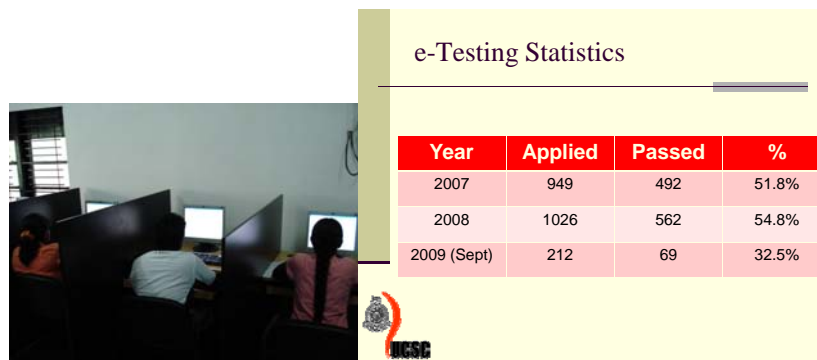 e-Testing Statistics
Year Applied Passed %
2007 949 492 51.8%
2008 1026 562 54.8%
2009 (Sept) 212 69 32.5%
UCSC